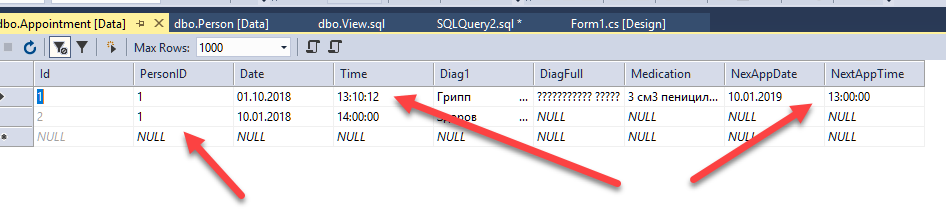 dbo.Appointment [Data] dbo.Person [Data] dbo.View.sql SQLQuery2.sql * Form1.cs [Design]
Max Rows: 1000
Id PersonID Date Time Diag1 DiagFull Medication NexAppDate NextAppTime
1 1 01.10.2018 13:10:12 Грипп ... ??????????? ????? 3 см3 пеницил... 10.01.2019 13:00:00
2 1 10.01.2018 14:00:00 Здоров ... NULL NULL NULL NULL
NULL NULL NULL NULL NULL NULL NULL NULL NULL